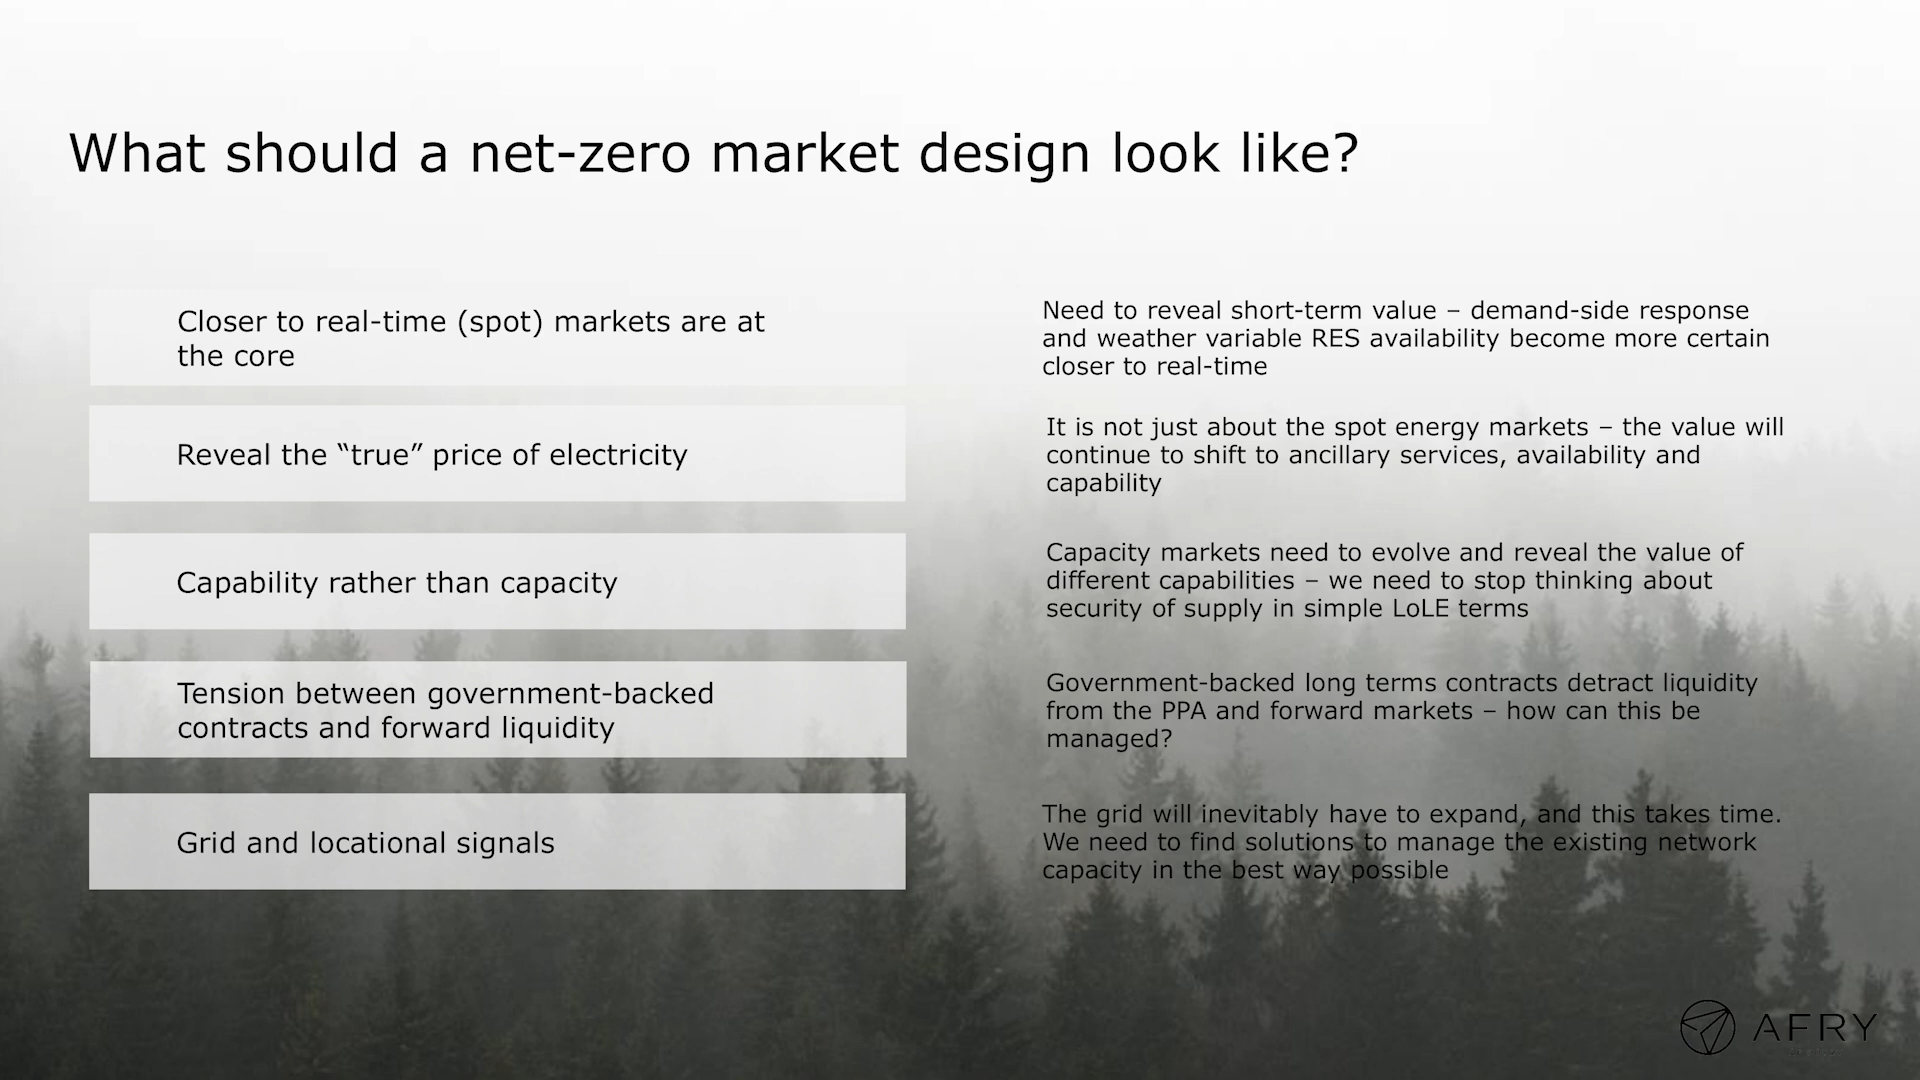 What should a net-zero market design look like?
Closer to real-time (spot) markets are at
the core
Need to reveal short-term value – demand-side response
and weather variable RES availability become more certain
closer to real-time
Reveal the “true” price of electricity
It is not just about the spot energy markets – the value will
continue to shift to ancillary services, availability and
capability
Capability rather than capacity
Capacity markets need to evolve and reveal the value of
different capabilities – we need to stop thinking about
security of supply in simple LoLE terms
Tension between government-backed
contracts and forward liquidity
Government-backed long terms contracts detract liquidity
from the PPA and forward markets – how can this be
managed?
Grid and locational signals
The grid will inevitably have to expand, and this takes time.
We need to find solutions to manage the existing network
capacity in the best way possible
AFRY